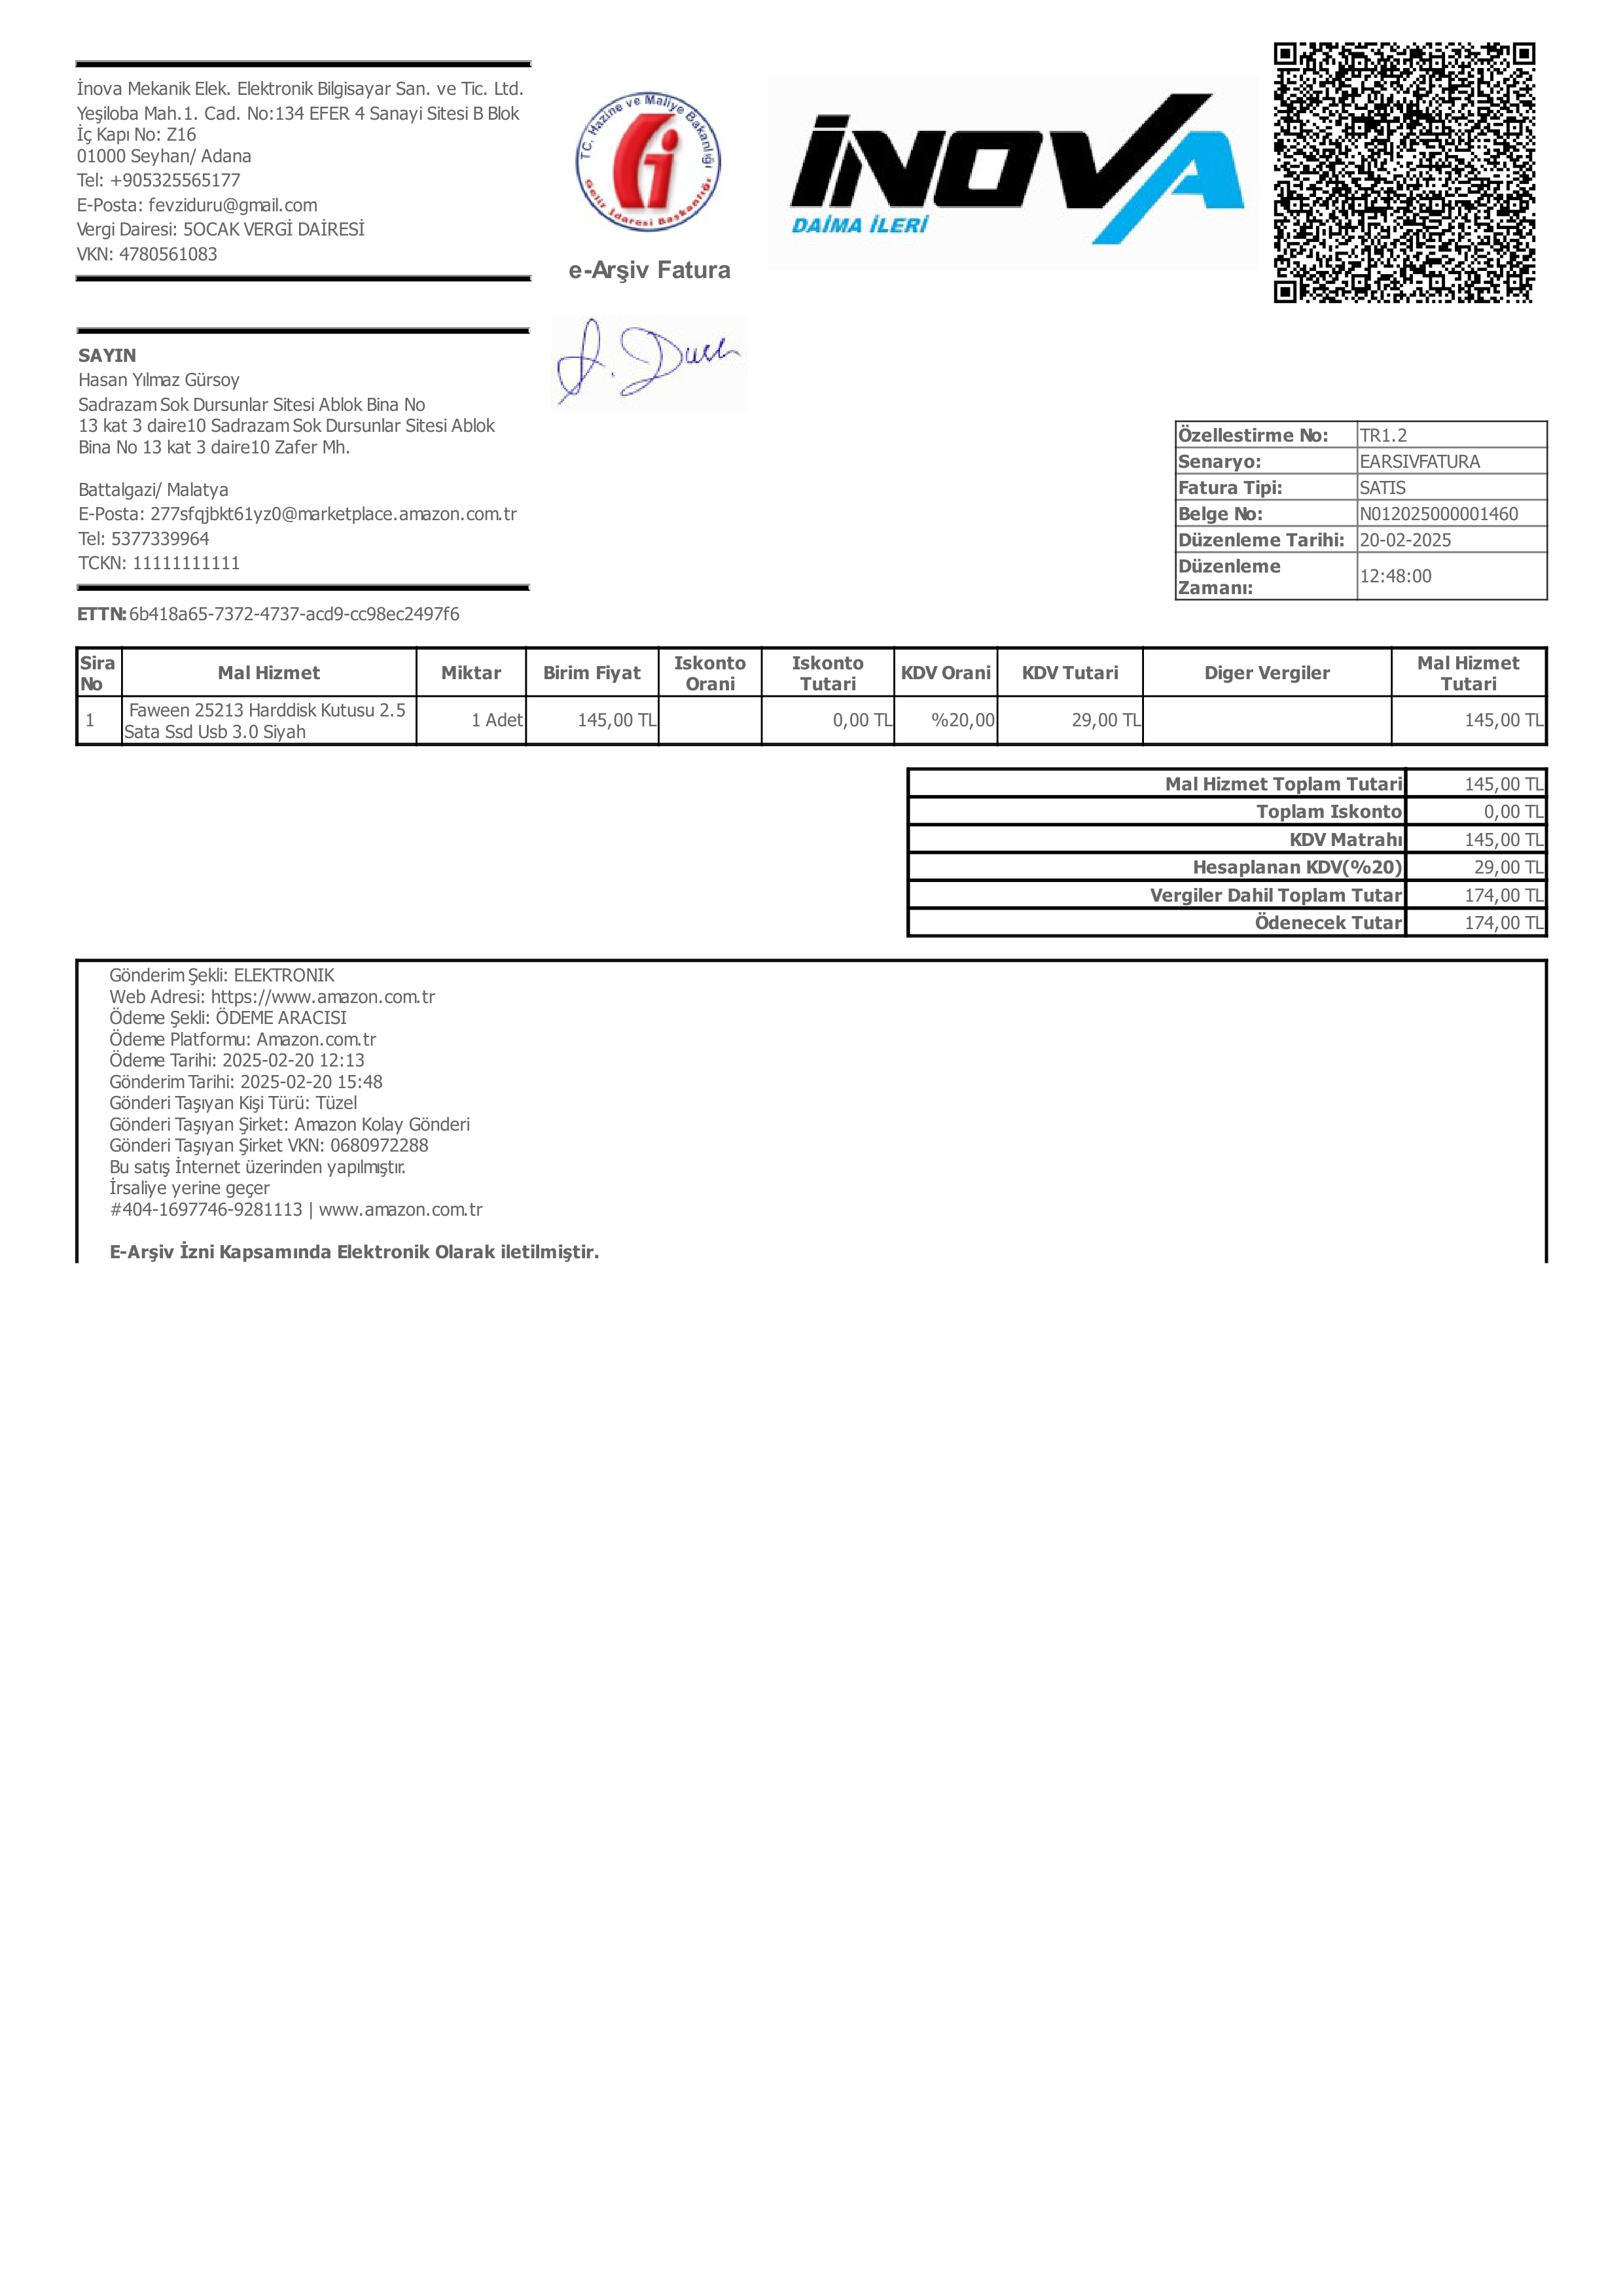 İnova Mekanik Elek. Elektronik Bilgisayar San. ve Tic. Ltd.
Yeşiloba Mah.1. Cad. No:134 EFER 4 Sanayi Sitesi B Blok
İç Kapı No: Z16
01000 Seyhan/ Adana
Tel: +905325565177
E-Posta: fevziduru@gmail.com
Vergi Dairesi: 5OCAK VERGİ DAİRESİ
VKN: 4780561083
T.C. Hazine ve Maliye Bakanlığı
Gelir İdaresi Başkanlığı
e-Arşiv Fatura
İNOVA
DAİMA İLERİ
SAYIN
Hasan Yılmaz Gürsoy
Sadrazam Sok Dursunlar Sitesi Ablok Bina No
13 kat 3 daire10 Sadrazam Sok Dursunlar Sitesi Ablok
Bina No 13 kat 3 daire10 Zafer Mh.
Battalgazi/ Malatya
E-Posta: 277sfqjbkt61yz0@marketplace.amazon.com.tr
Tel: 5377339964
TCKN: 11111111111
ETTN: 6b418a65-7372-4737-acd9-cc98ec2497f6
Özellestirme No: TR1.2
Senaryo: EARSIVFATURA
Fatura Tipi: SATIS
Belge No: N012025000001460
Düzenleme Tarihi: 20-02-2025
Düzenleme Zamanı: 12:48:00
Sira No Mal Hizmet Miktar Birim Fiyat Iskonto Orani Iskonto Tutari KDV Orani KDV Tutari Diger Vergiler Mal Hizmet Tutari
1 Faween 25213 Harddisk Kutusu 2.5 Sata Ssd Usb 3.0 Siyah 1 Adet 145,00 TL 0,00 TL %20,00 29,00 TL 145,00 TL
Mal Hizmet Toplam Tutari 145,00 TL
Toplam Iskonto 0,00 TL
KDV Matrahı 145,00 TL
Hesaplanan KDV(%20) 29,00 TL
Vergiler Dahil Toplam Tutar 174,00 TL
Ödenecek Tutar 174,00 TL
Gönderim Şekli: ELEKTRONIK
Web Adresi: https://www.amazon.com.tr
Ödeme Şekli: ÖDEME ARACISI
Ödeme Platformu: Amazon.com.tr
Ödeme Tarihi: 2025-02-20 12:13
Gönderim Tarihi: 2025-02-20 15:48
Gönderi Taşıyan Kişi Türü: Tüzel
Gönderi Taşıyan Şirket: Amazon Kolay Gönderi
Gönderi Taşıyan Şirket VKN: 0680972288
Bu satış İnternet üzerinden yapılmıştır.
İrsaliye yerine geçer
#404-1697746-9281113 | www.amazon.com.tr
E-Arşiv İzni Kapsamında Elektronik Olarak iletilmiştir.